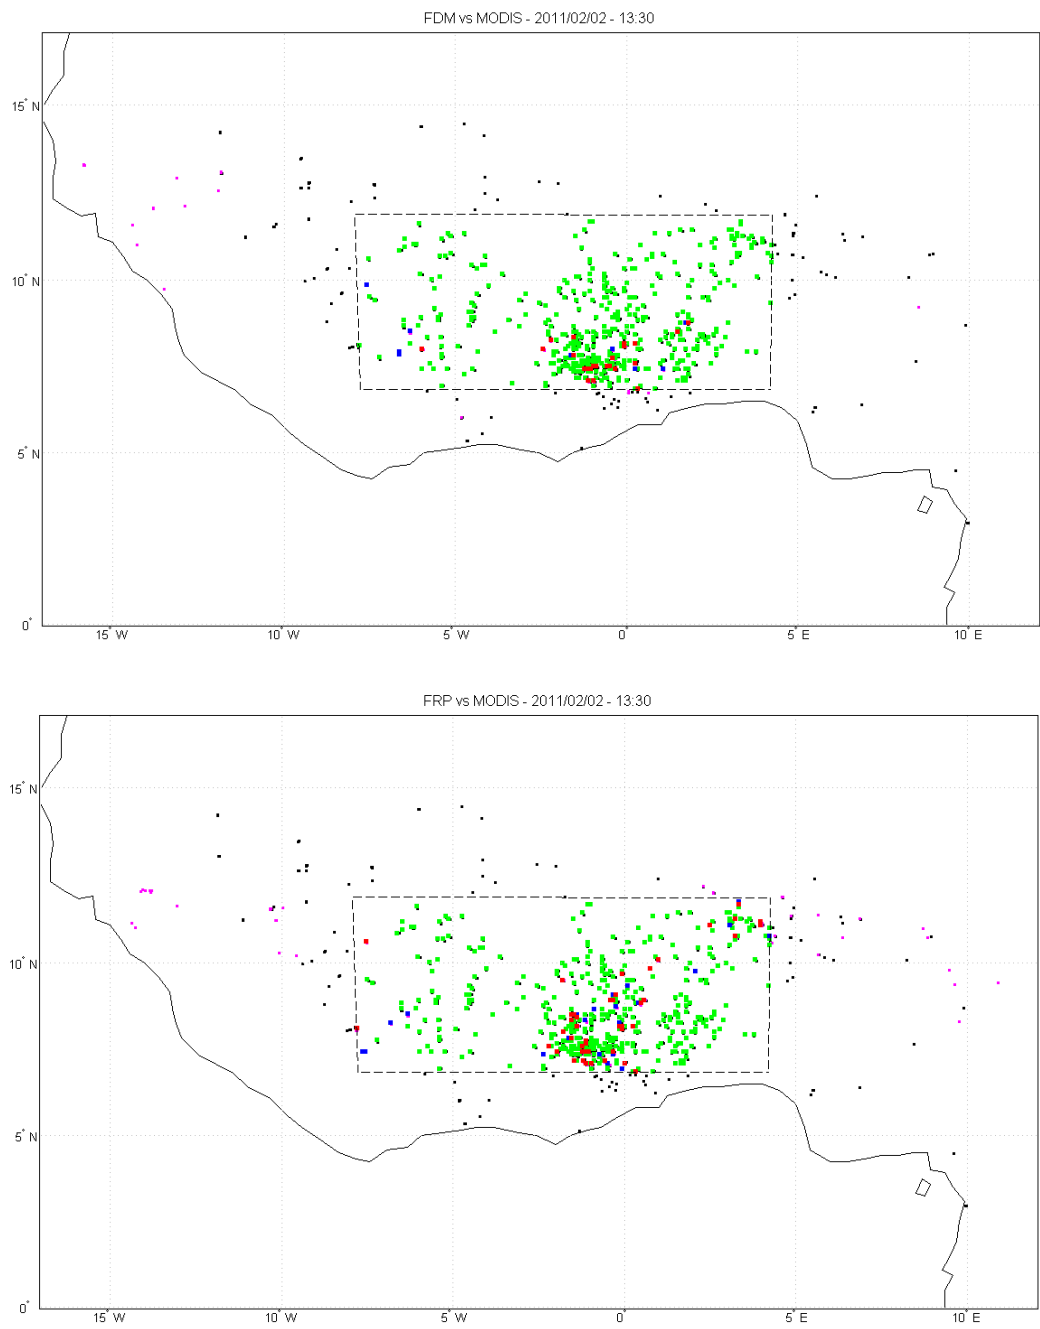 FDM vs MODIS - 2011/02/02 - 13:30
15° N
10° N
5° N
0°
15° W
10° W
5° W
0°
5° E
10° E
FRP vs MODIS - 2011/02/02 - 13:30
15° N
10° N
5° N
0°
15° W
10° W
5° W
0°
5° E
10° E